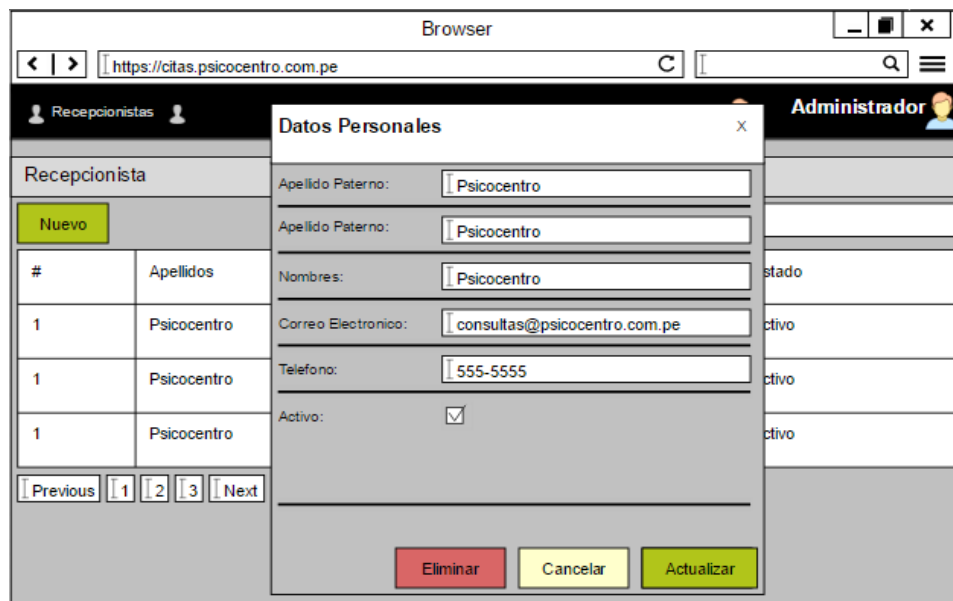 Browser
https://citas.psicocentro.com.pe
Recepcionistas
Administrador
Datos Personales X
Recepcionista
Apellido Paterno: Psicocentro
Nuevo
Apellido Paterno: Psicocentro
# Apellidos
Nombres: Psicocentro
stado
1 Psicocentro
Correo Electronico: consultas@psicocentro.com.pe
ctivo
1 Psicocentro
Telefono: 555-5555
ctivo
1 Psicocentro
Activo:
ctivo
Previous 1 2 3 Next
Eliminar Cancelar Actualizar